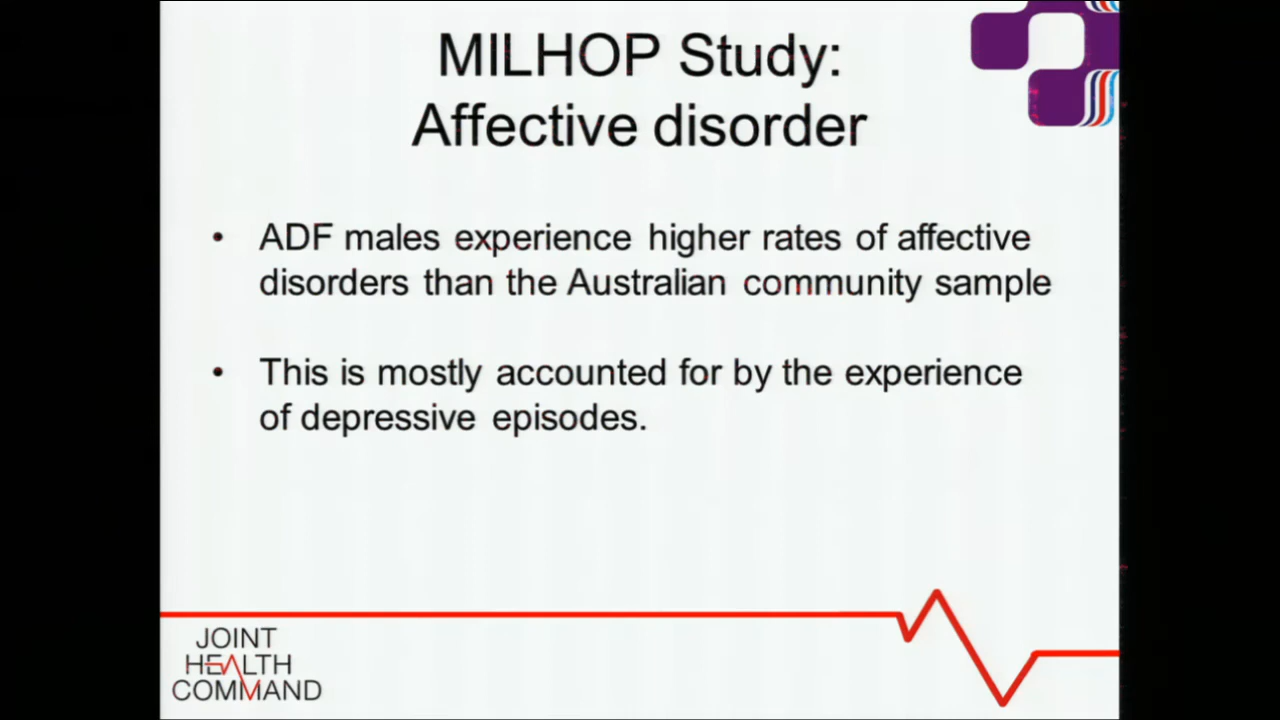 MILHOP Study:
Affective disorder
• ADF males experience higher rates of affective
disorders than the Australian community sample
• This is mostly accounted for by the experience
of depressive episodes.
JOINT
HEALTH
COMMAND